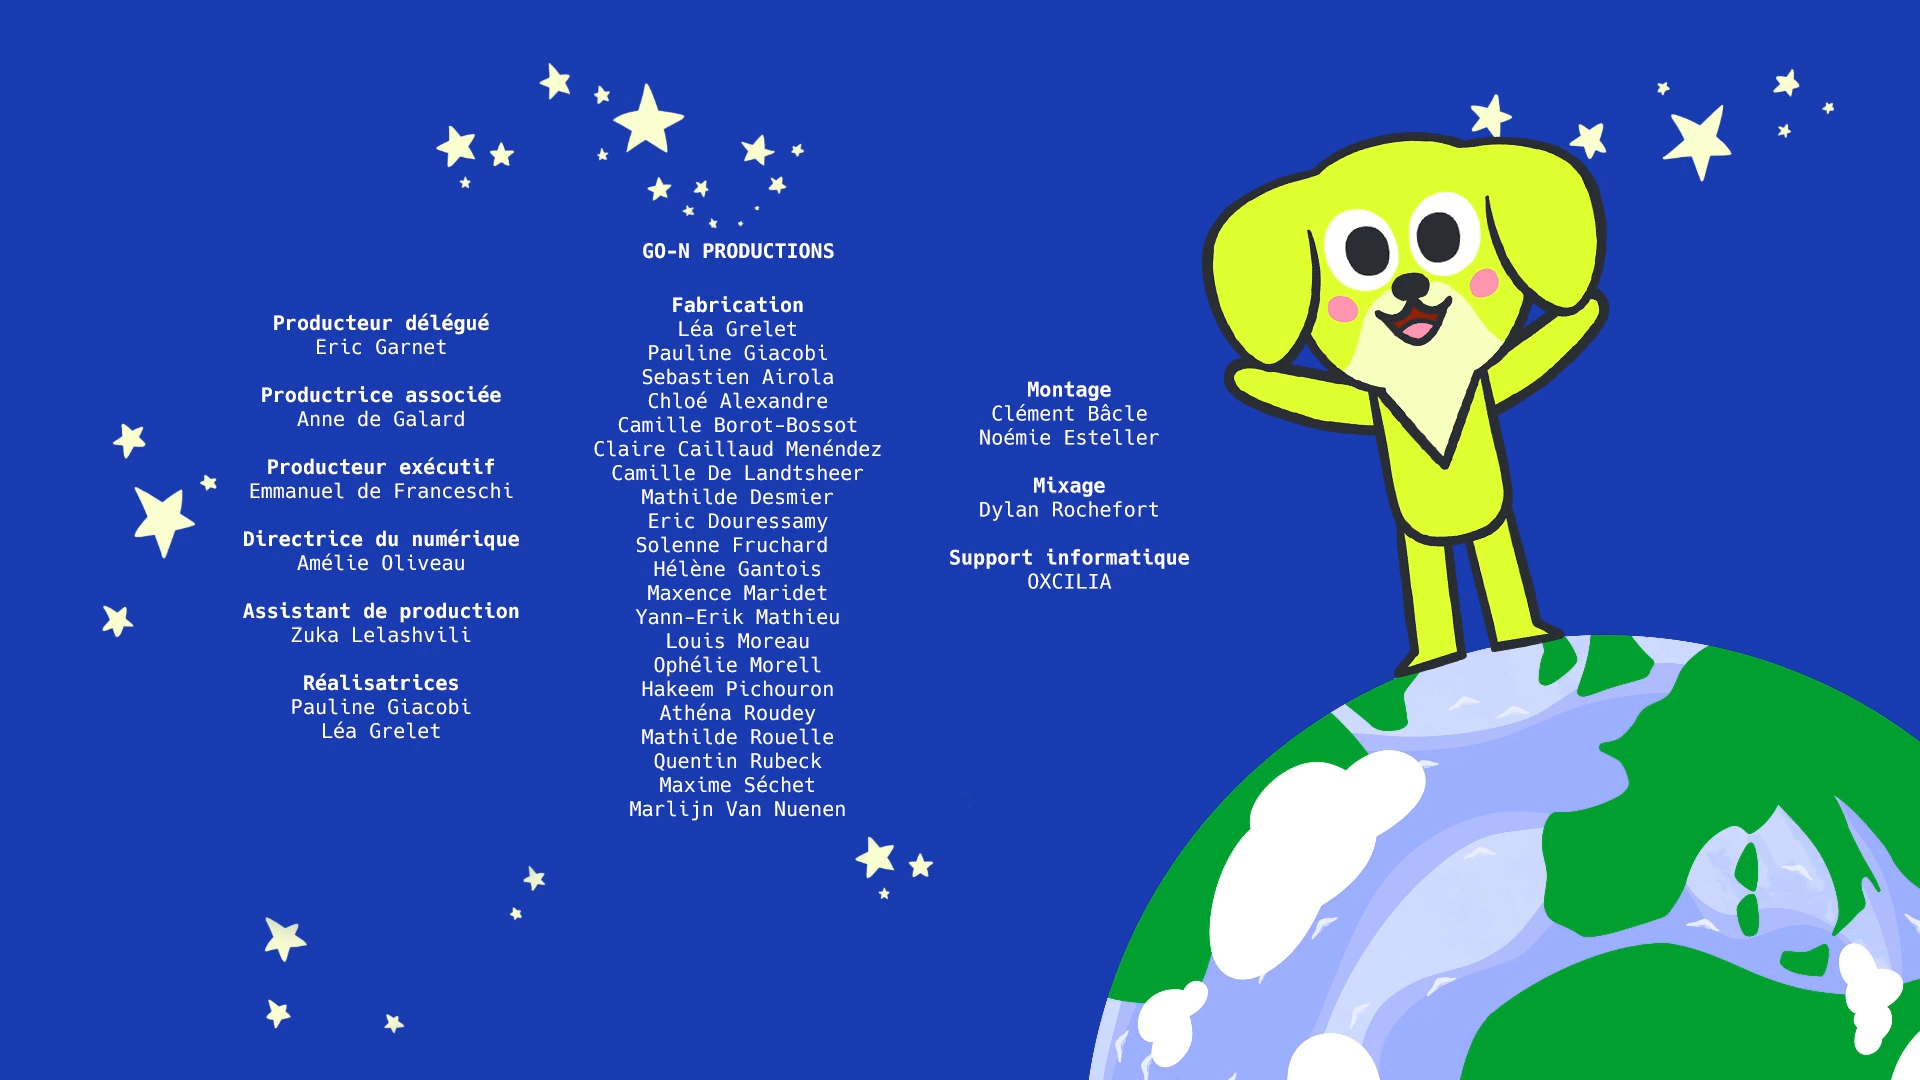 Producteur délégué
Eric Garnet
Productrice associée
Anne de Galard
Producteur exécutif
Emmanuel de Franceschi
Directrice du numérique
Amélie Oliveau
Assistant de production
Zuka Lelashvili
Réalisatrices
Pauline Giacobi
Léa Grelet
GO-N PRODUCTIONS
Fabrication
Léa Grelet
Pauline Giacobi
Sebastien Airola
Chloé Alexandre
Camille Borot-Bossot
Claire Caillaud Menéndez
Camille De Landtsheer
Mathilde Desmier
Eric Douressamy
Solenne Fruchard
Hélène Gantois
Maxence Maridet
Yann-Erik Mathieu
Louis Moreau
Ophélie Morell
Hakeem Pichouron
Athéna Roudey
Mathilde Rouelle
Quentin Rubeck
Maxime Séchet
Marlijn Van Nuenen
Montage
Clément Bâcle
Noémie Esteller
Mixage
Dylan Rochefort
Support informatique
OXCILIA